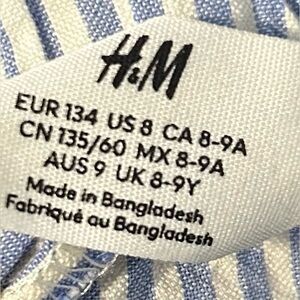 H&M
EUR 134 US 8 CA 8-9A
CN 135/60 MX 8-9A
AUS 9 UK 8-9Y
Made in Bangladesh
Fabriqué au Bangladesh